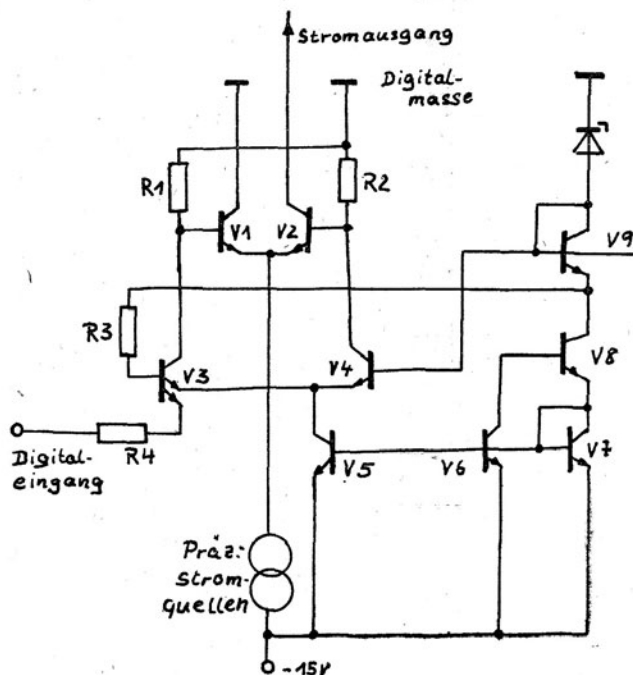 Stromausgang
Digital-
masse
R1
R2
V1
V2
V9
R3
V3
V4
V8
R4
Digital-
eingang
V5
V6
V7
Präz.-
strom-
quellen
-15V